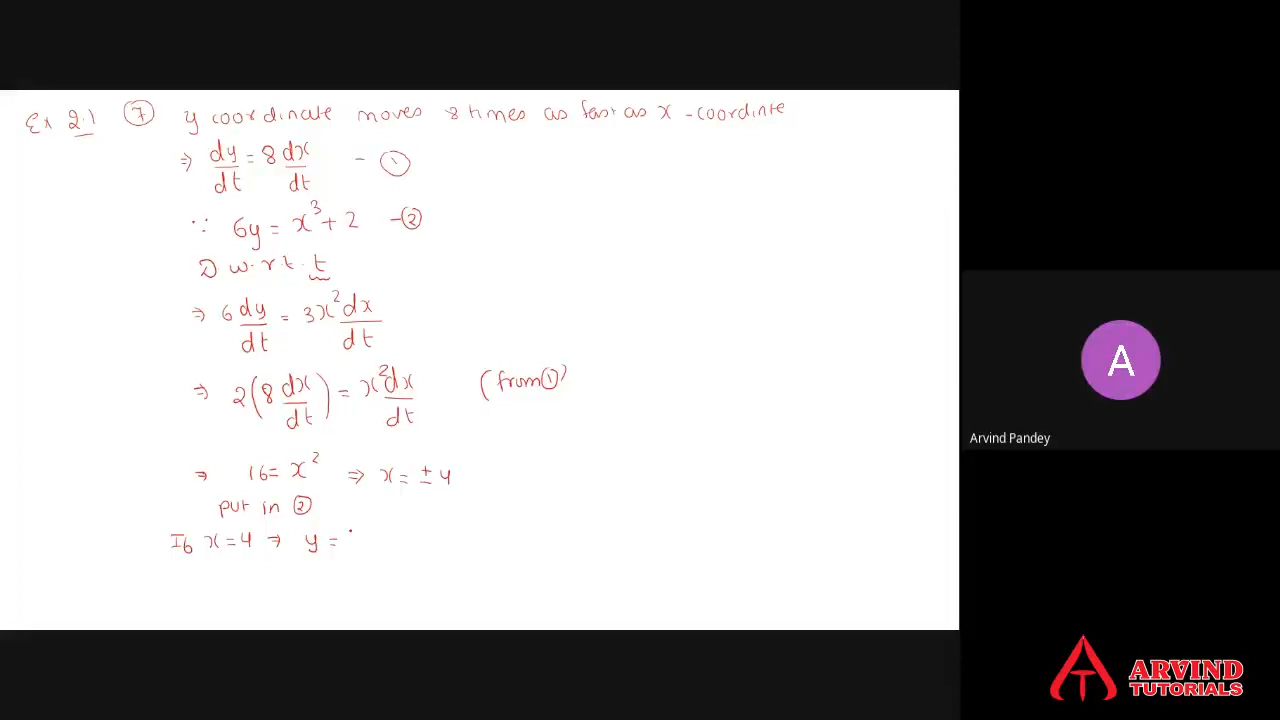 Ex 2.1 ⑦ y coordinate moves 8 times as fast as x - coordinte
⇒ dy/dt = 8 dx/dt - ①
∵ 6y = x³ + 2 - ②
D w.r.t. t
⇒ 6 dy/dt = 3x² dx/dt
⇒ 2(8 dx/dt) = x² dx/dt (from ①)
⇒ 16 = x² ⇒ x = ± 4
put in ②
If x = 4 ⇒ y =
A
Arvind Pandey
ARVIND
TUTORIALS